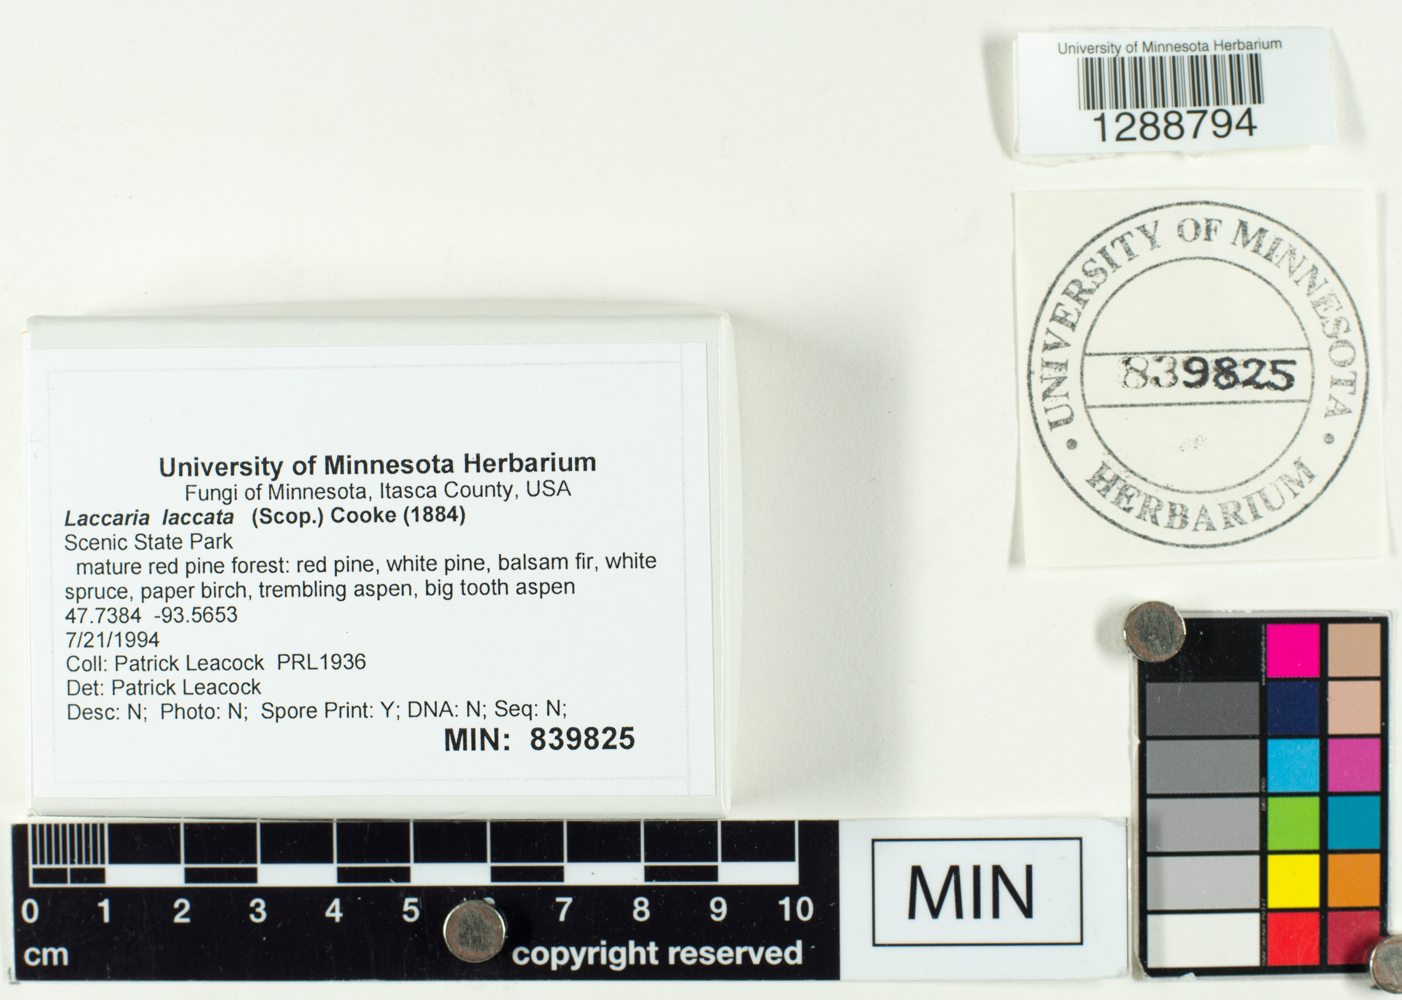 University of Minnesota Herbarium
1288794
UNIVERSITY OF MINNESOTA
839825
HERBARIUM
University of Minnesota Herbarium
Fungi of Minnesota, Itasca County, USA
Laccaria laccata (Scop.) Cooke (1884)
Scenic State Park
mature red pine forest: red pine, white pine, balsam fir, white
spruce, paper birch, trembling aspen, big tooth aspen
47.7384 -93.5653
7/21/1994
Coll: Patrick Leacock PRL1936
Det: Patrick Leacock
Desc: N; Photo: N; Spore Print: Y; DNA: N; Seq: N;
MIN: 839825
0 1 2 3 4 5 7 8 9 10
cm copyright reserved
MIN